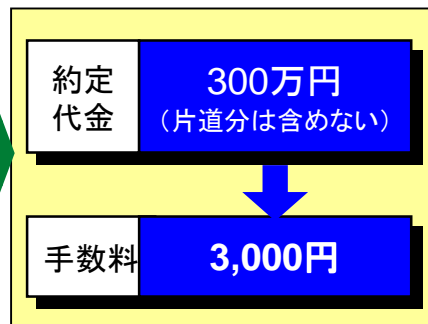 約定
代金
300万円
（片道分は含めない）
手数料
3,000円